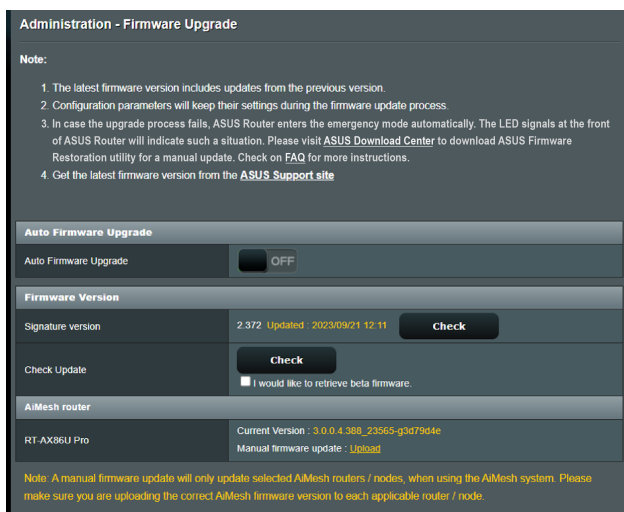 Administration - Firmware Upgrade
Note:
1. The latest firmware version includes updates from the previous version.
2. Configuration parameters will keep their settings during the firmware update process.
3. In case the upgrade process fails, ASUS Router enters the emergency mode automatically. The LED signals at the front
of ASUS Router will indicate such a situation. Please visit ASUS Download Center to download ASUS Firmware
Restoration utility for a manual update. Check on FAQ for more instructions.
4. Get the latest firmware version from the ASUS Support site
Auto Firmware Upgrade
Auto Firmware Upgrade OFF
Firmware Version
Signature version 2.372 Updated : 2023/09/21 12:11 Check
Check Update Check
I would like to retrieve beta firmware.
AiMesh router
RT-AX86U Pro Current Version : 3.0.0.4.388_23565-g3d79d4e
Manual firmware update : Upload
Note: A manual firmware update will only update selected AiMesh routers / nodes, when using the AiMesh system. Please
make sure you are uploading the correct AiMesh firmware version to each applicable router / node.